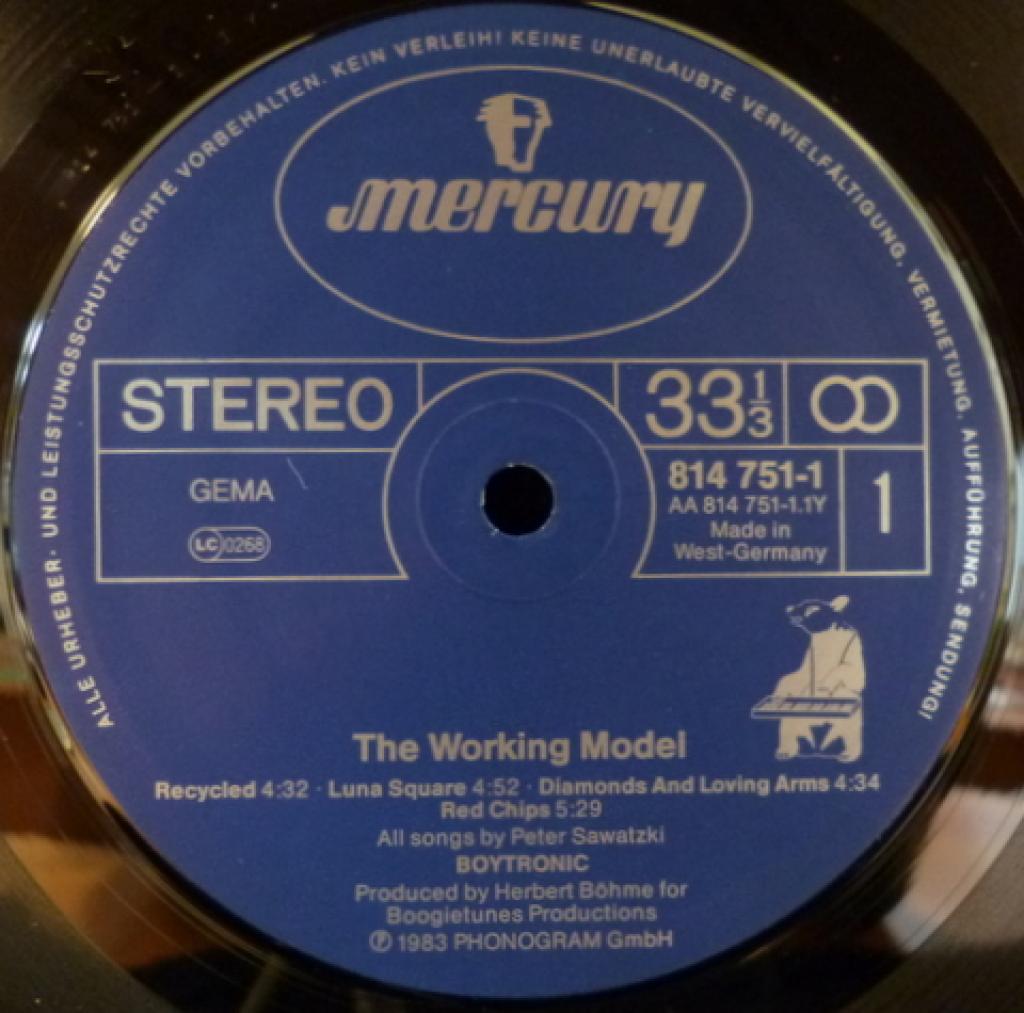 ALLE URHEBER- UND LEISTUNGSSCHUTZRECHTE VORBEHALTEN. KEIN VERLEIH! KEINE UNERLAUBTE VERVIELFÄLTIGUNG, VERMIETUNG, AUFFÜHRUNG, SENDUNG!
mercury
STEREO
33 1/3
GEMA
LC 0268
814 751-1
AA 814 751-1.1Y
Made in
West-Germany
1
The Working Model
Recycled 4:32 · Luna Square 4:52 · Diamonds And Loving Arms 4:34
Red Chips 5:29
All songs by Peter Sawatzki
BOYTRONIC
Produced by Herbert Böhme for
Boogietunes Productions
℗ 1983 PHONOGRAM GmbH